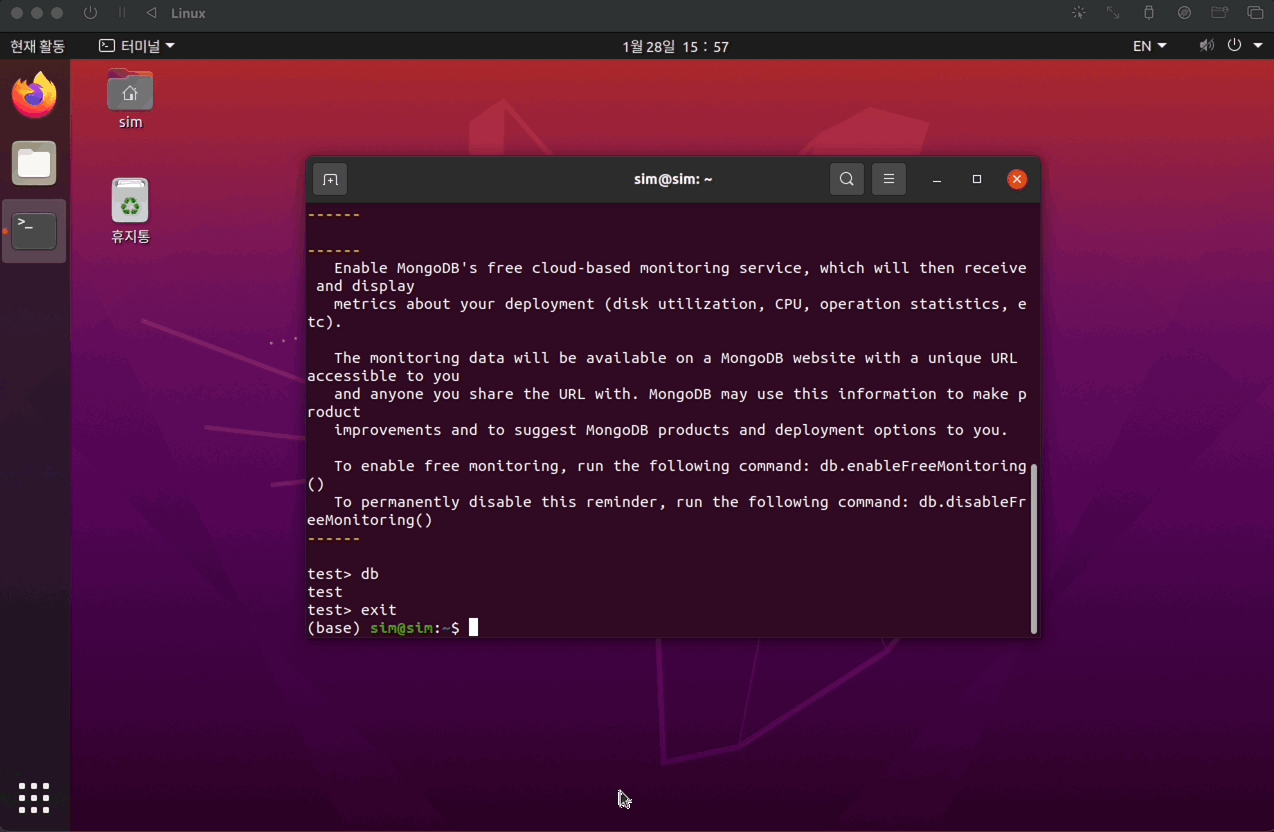 Linux
현재 활동
터미널
1월 28일 15 : 57
EN
sim
휴지통
sim@sim: ~
------
------
Enable MongoDB's free cloud-based monitoring service, which will then receive
and display
metrics about your deployment (disk utilization, CPU, operation statistics, e
tc).
The monitoring data will be available on a MongoDB website with a unique URL
accessible to you
and anyone you share the URL with. MongoDB may use this information to make p
roduct
improvements and to suggest MongoDB products and deployment options to you.
To enable free monitoring, run the following command: db.enableFreeMonitoring
()
To permanently disable this reminder, run the following command: db.disableFr
eeMonitoring()
------
test> db
test
test> exit
(base) sim@sim:~$